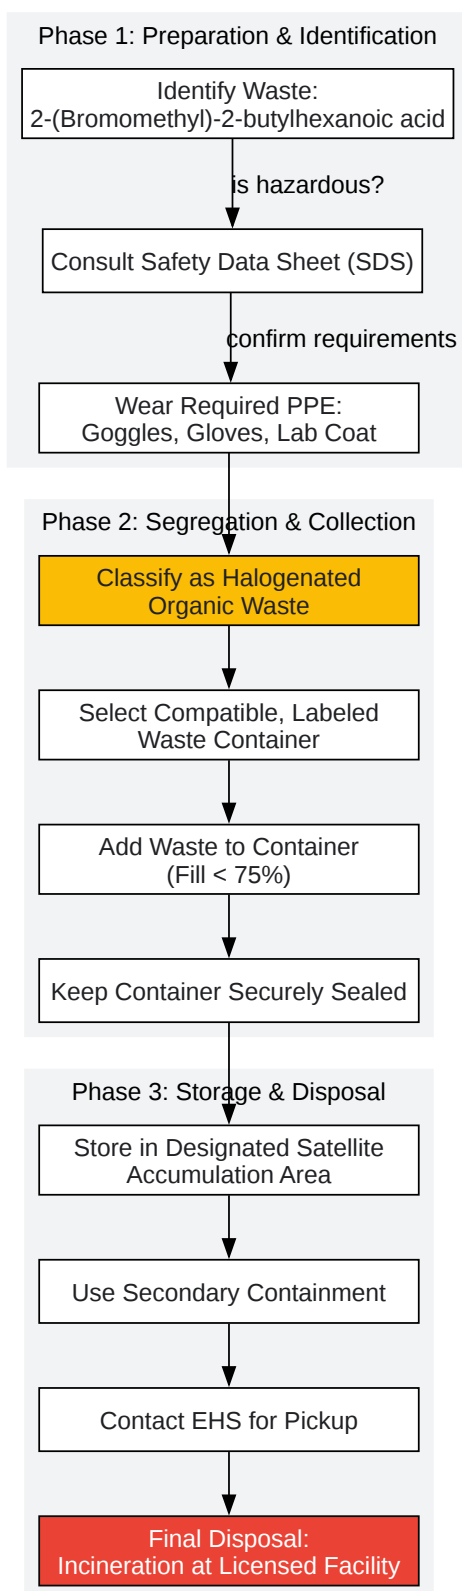 Phase 1: Preparation & Identification
Identify Waste:
2-(Bromomethyl)-2-butylhexanoic acid
is hazardous?
Consult Safety Data Sheet (SDS)
confirm requirements
Wear Required PPE:
Goggles, Gloves, Lab Coat
Phase 2: Segregation & Collection
Classify as Halogenated
Organic Waste
Select Compatible, Labeled
Waste Container
Add Waste to Container
(Fill < 75%)
Keep Container Securely Sealed
Phase 3: Storage & Disposal
Store in Designated Satellite
Accumulation Area
Use Secondary Containment
Contact EHS for Pickup
Final Disposal:
Incineration at Licensed Facility